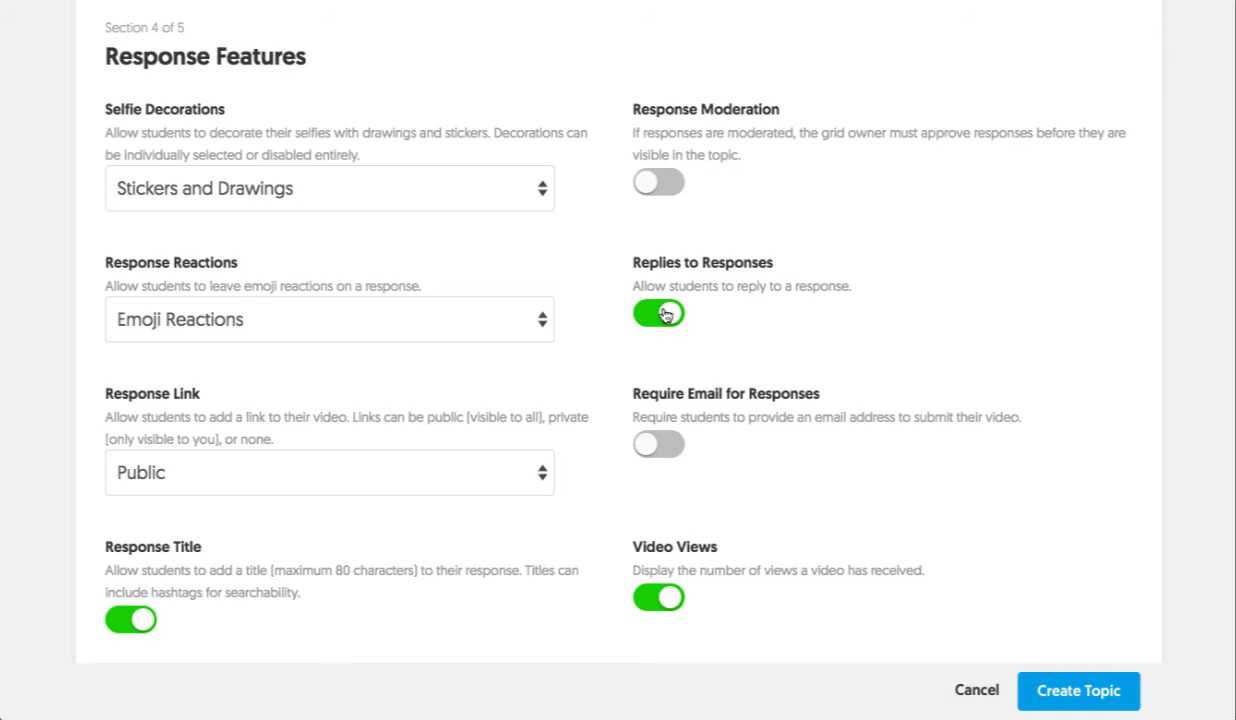 Section 4 of 5
Response Features
Selfie Decorations
Allow students to decorate their selfies with drawings and stickers. Decorations can
be individually selected or disabled entirely.
Stickers and Drawings
Response Moderation
If responses are moderated, the grid owner must approve responses before they are
visible in the topic.
Response Reactions
Allow students to leave emoji reactions on a response.
Emoji Reactions
Replies to Responses
Allow students to reply to a response.
Response Link
Allow students to add a link to their video. Links can be public (visible to all), private
(only visible to you), or none.
Public
Require Email for Responses
Require students to provide an email address to submit their video.
Response Title
Allow students to add a title (maximum 80 characters) to their response. Titles can
include hashtags for searchability.
Video Views
Display the number of views a video has received.
Cancel
Create Topic